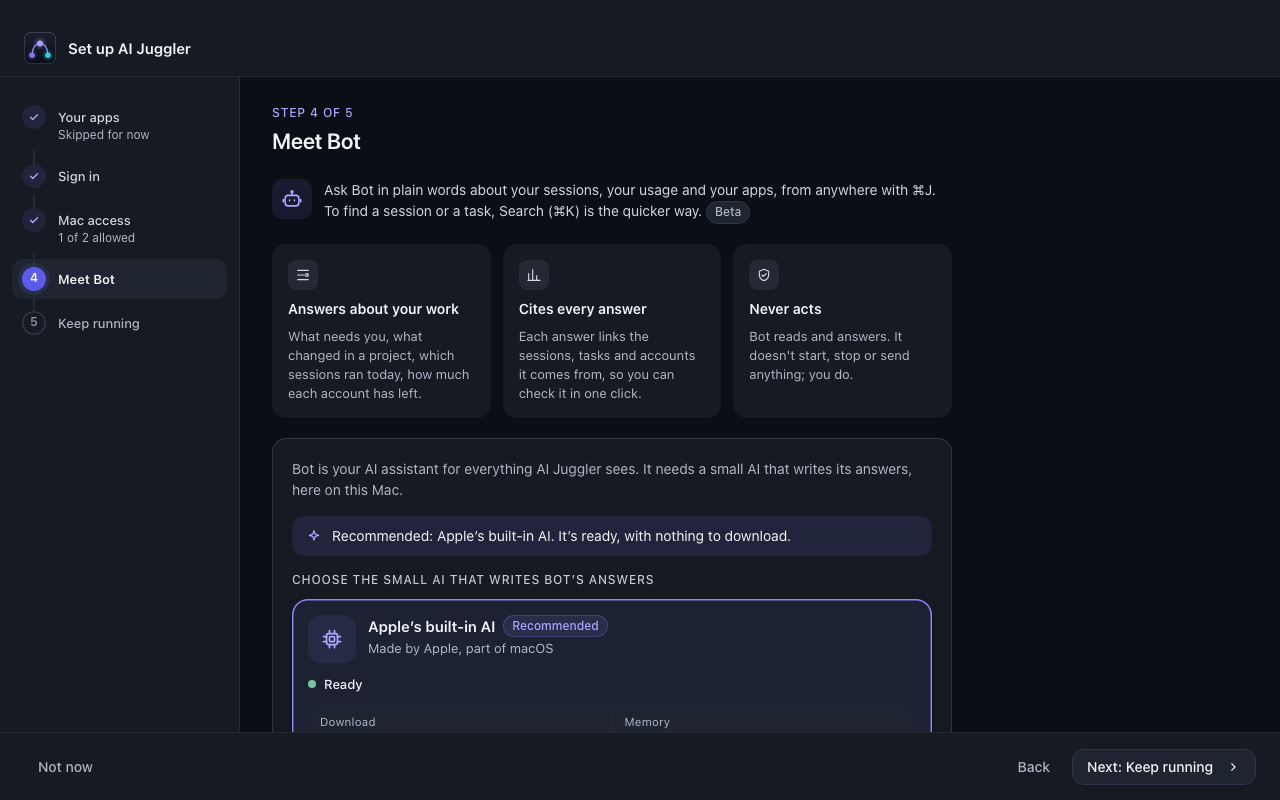 Set up AI Juggler
Your apps
Skipped for now
Sign in
Mac access
1 of 2 allowed
4
Meet Bot
5
Keep running
STEP 4 OF 5
Meet Bot
Ask Bot in plain words about your sessions, your usage and your apps, from anywhere with ⌘J.
To find a session or a task, Search (⌘K) is the quicker way. Beta
Answers about your work
What needs you, what
changed in a project, which
sessions ran today, how much
each account has left.
Cites every answer
Each answer links the
sessions, tasks and accounts
it comes from, so you can
check it in one click.
Never acts
Bot reads and answers. It
doesn't start, stop or send
anything; you do.
Bot is your AI assistant for everything AI Juggler sees. It needs a small AI that writes its answers,
here on this Mac.
Recommended: Apple’s built-in AI. It’s ready, with nothing to download.
CHOOSE THE SMALL AI THAT WRITES BOT’S ANSWERS
Apple’s built-in AI Recommended
Made by Apple, part of macOS
Ready
Download Memory
Not now
Back
Next: Keep running